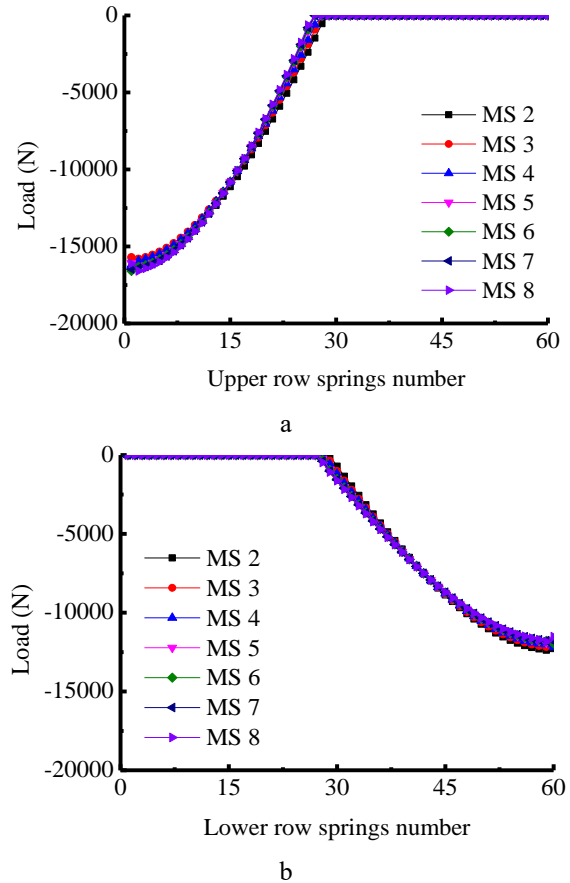 0
-5000
-10000
-15000
-20000
Load (N)
MS 2
MS 3
MS 4
MS 5
MS 6
MS 7
MS 8
0 15 30 45 60
Upper row springs number
a
0
-5000
-10000
-15000
-20000
Load (N)
MS 2
MS 3
MS 4
MS 5
MS 6
MS 7
MS 8
0 15 30 45 60
Lower row springs number
b